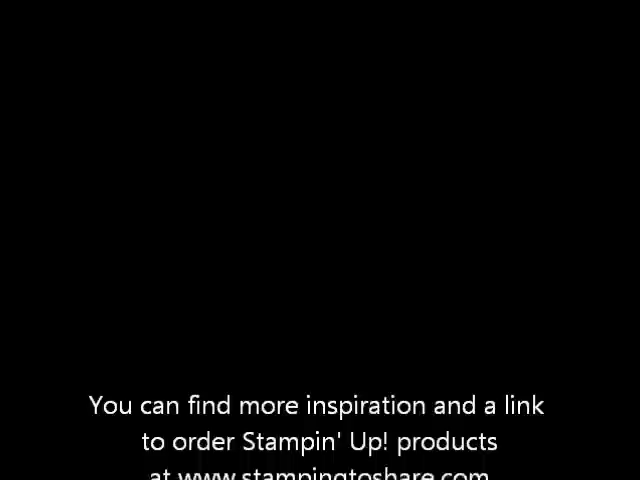 You can find more inspiration and a link
to order Stampin' Up! products
at www.stampingtoshare.com